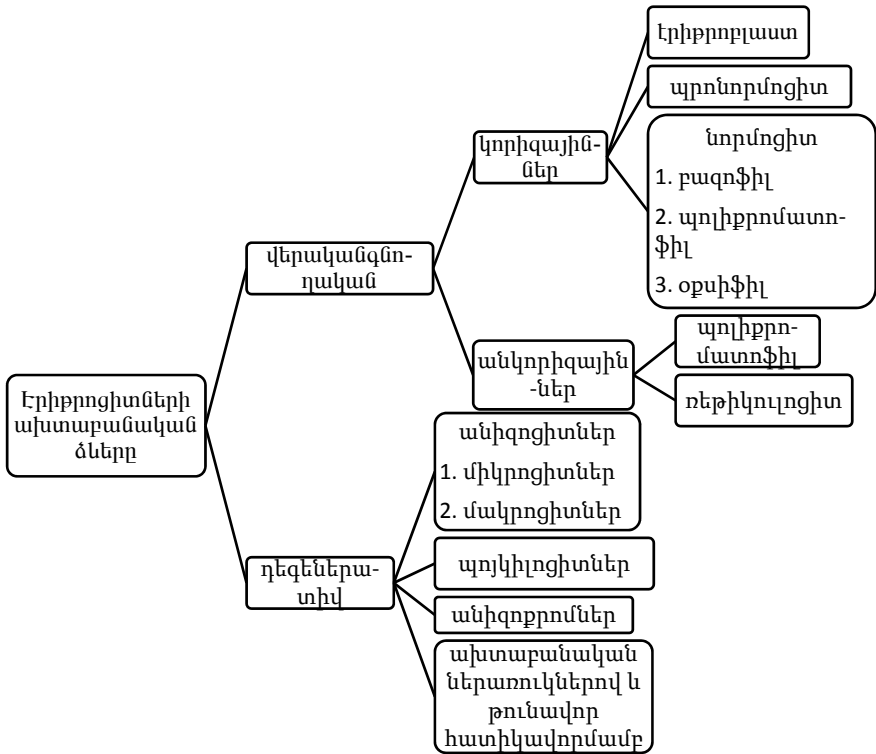 Էրիթրոցիտների
ախտաբանական
ձևերը
վերականգնո-
ղական
կորիզային-
ներ
էրիթրոբլաստ
պրոնորմոցիտ
նորմոցիտ
1. բազոֆիլ
2. պոլիքրոմատո-
ֆիլ
3. օքսիֆիլ
անկորիզային
-ներ
պոլիքրո-
մատոֆիլ
ռեթիկուլոցիտ
դեգեներա-
տիվ
անիզոցիտներ
1. միկրոցիտներ
2. մակրոցիտներ
պոյկիլոցիտներ
անիզոքրոմներ
ախտաբանական
ներառուկներով և
թունավոր
հատիկավորմամբ